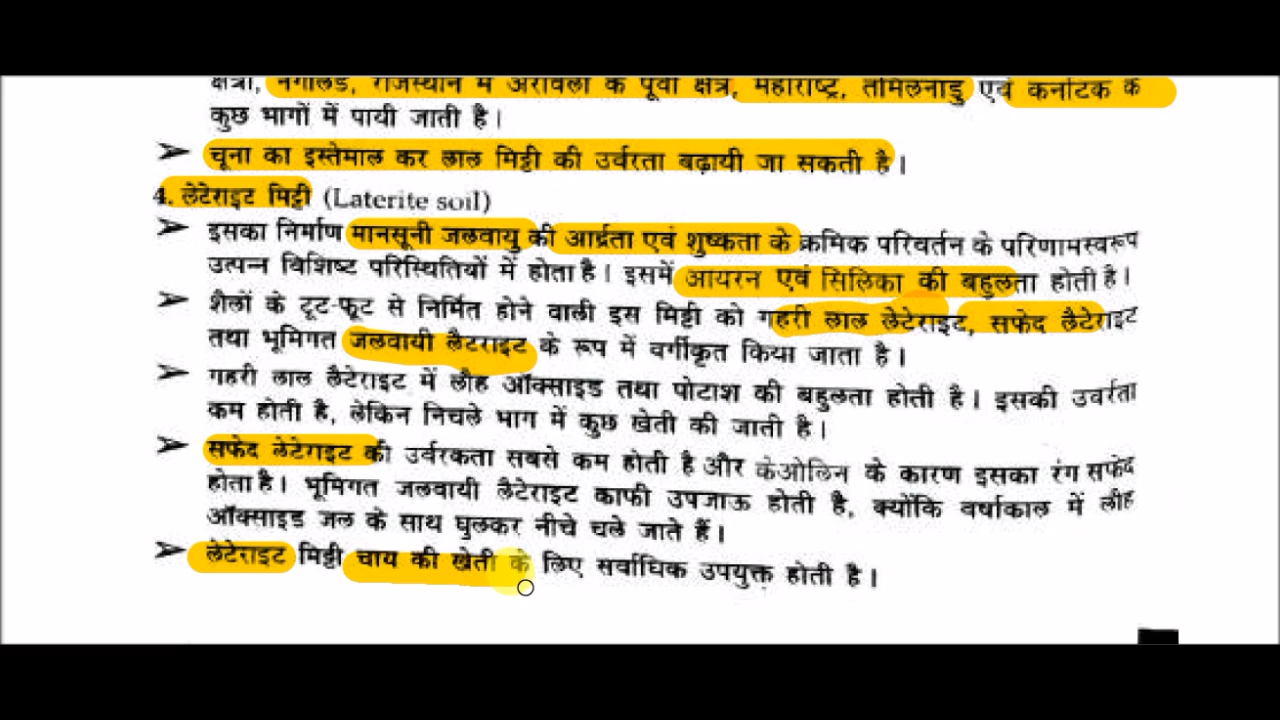 क्षेत्रों, नगालैंड, राजस्थान में अरावली के पूर्वी क्षेत्र, महाराष्ट्र, तमिलनाडु एवं कर्नाटक के
कुछ भागों में पायी जाती है।
➢ चूना का इस्तेमाल कर लाल मिट्टी की उर्वरता बढ़ायी जा सकती है।
4. लेटेराइट मिट्टी (Laterite soil)
➢ इसका निर्माण मानसूनी जलवायु की आर्द्रता एवं शुष्कता के क्रमिक परिवर्तन के परिणामस्वरूप
उत्पन्न विशिष्ट परिस्थितियों में होता है। इसमें आयरन एवं सिलिका की बहुलता होती है।
➢ शैलों के टूट-फूट से निर्मित होने वाली इस मिट्टी को गहरी लाल लेटेराइट, सफेद लैटेराइट
तथा भूमिगत जलवायी लैटराइट के रूप में वर्गीकृत किया जाता है।
➢ गहरी लाल लैटेराइट में लौह ऑक्साइड तथा पोटाश की बहुलता होती है। इसकी उवर्रता
कम होती है, लेकिन निचले भाग में कुछ खेती की जाती है।
➢ सफेद लेटेराइट की उर्वरकता सबसे कम होती है और केओलिन के कारण इसका रंग सफेद
होता है। भूमिगत जलवायी लैटेराइट काफी उपजाऊ होती है, क्योंकि वर्षाकाल में लौह
ऑक्साइड जल के साथ घुलकर नीचे चले जाते हैं।
➢ लेटेराइट मिट्टी चाय की खेती के लिए सर्वाधिक उपयुक्त होती है।